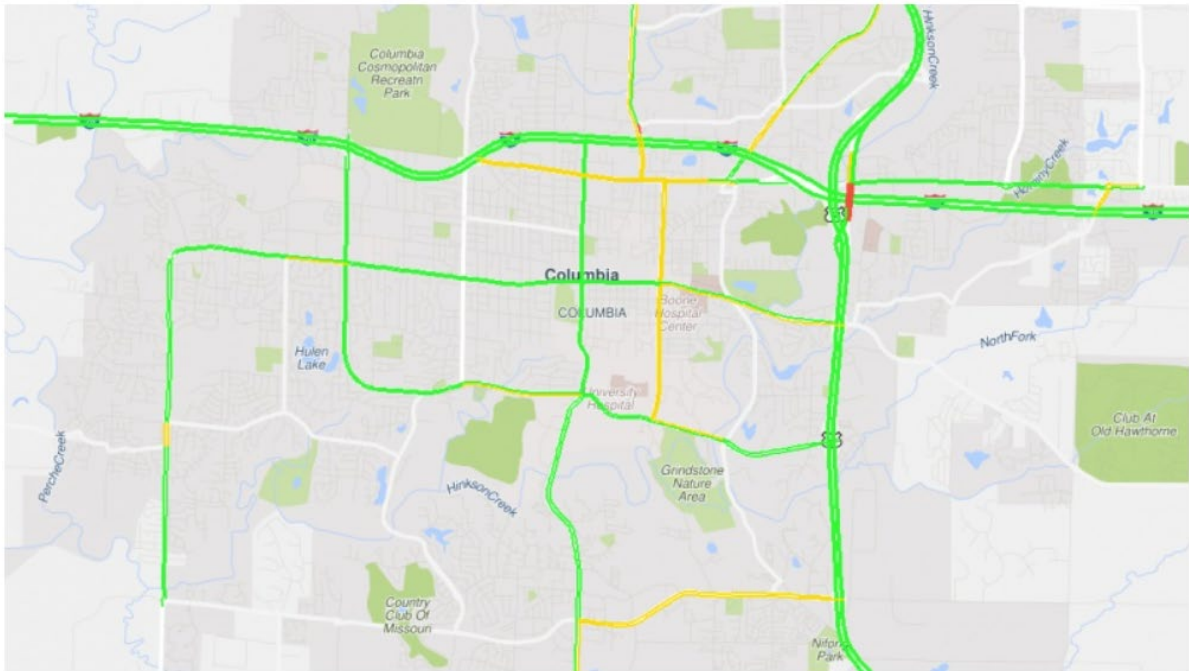 Columbia
Cosmopolitan
Recreatn
Park
HinksonCreek
HominyCreek
Columbia
COLUMBIA
Boone
Hospital
Center
NorthFork
Hulen
Lake
University
Hospital
Club At
Old Hawthorne
PercheCreek
Grindstone
Nature
Area
HinksonCreek
Country
Club Of
Missouri
Nifong
Park